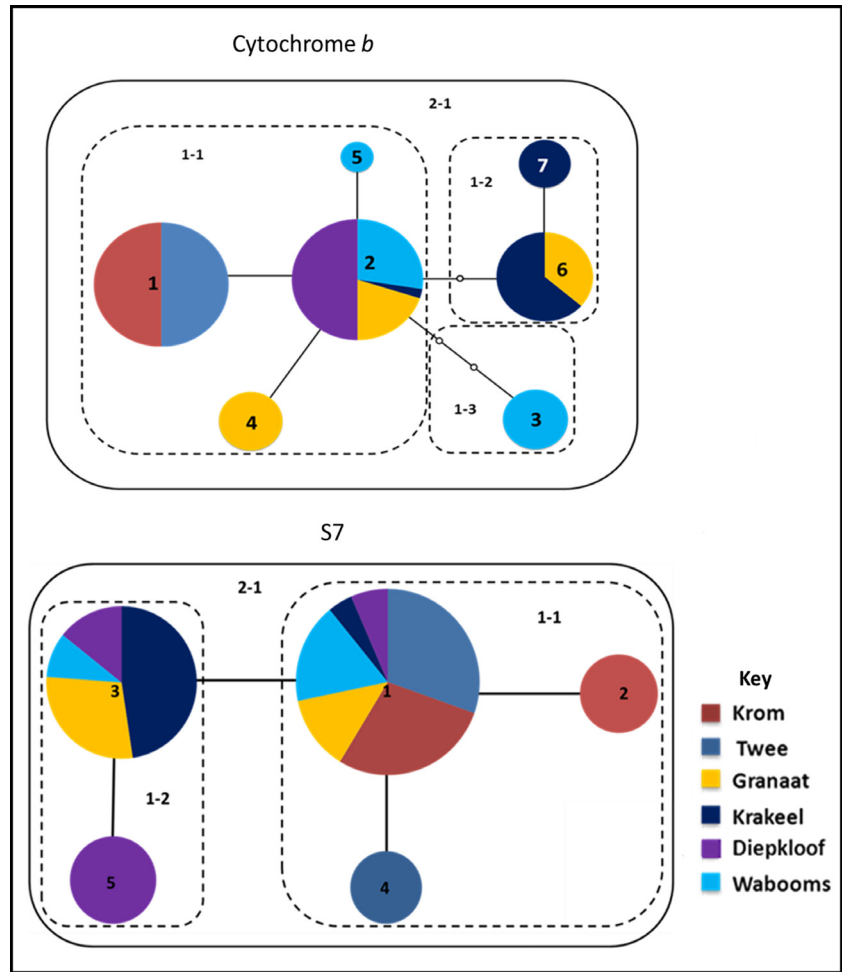 Cytochrome b
2-1
1-1
5
7
1-2
2
1
6
4
1-3
3
S7
2-1
1-1
3
1
2
1-2
5
4
Key
Krom
Twee
Granaat
Krakeel
Diepkloof
Wabooms